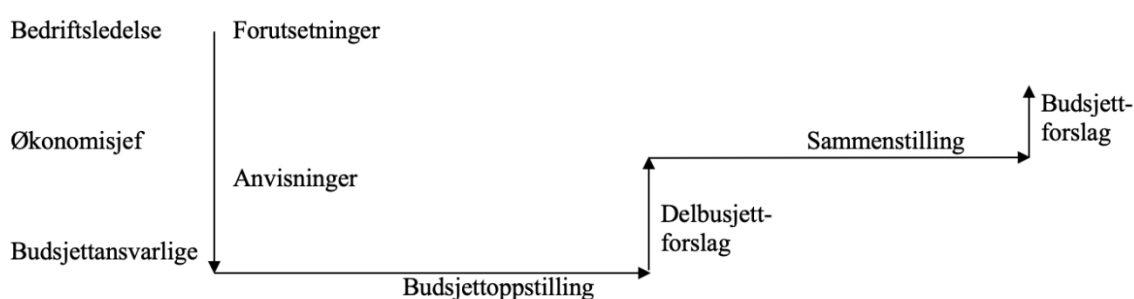 Bedriftsledelse
Forutsetninger
Budsjett-
forslag
Økonomisjef
Sammenstilling
Anvisninger
Delbusjett-
forslag
Budsjettansvarlige
Budsjettoppstilling